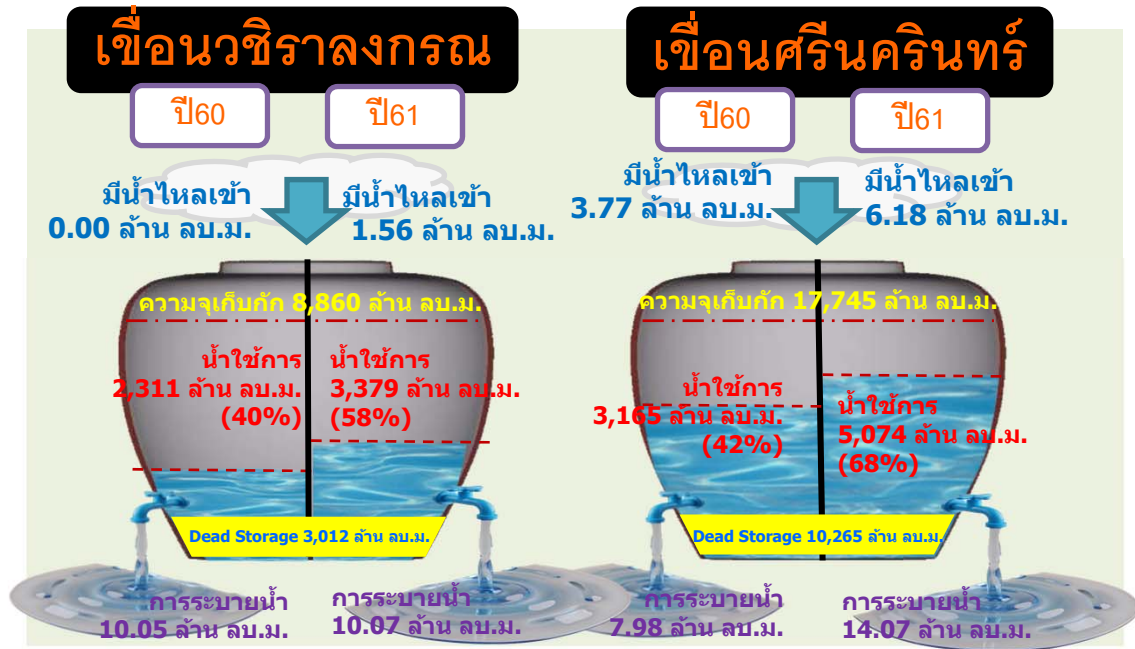 เขื่อนวชิราลงกรณ
ปี60
ปี61
มีน้ำไหลเข้า
0.00 ล้าน ลบ.ม.
มีน้ำไหลเข้า
1.56 ล้าน ลบ.ม.
ความจุเก็บกัก 8,860 ล้าน ลบ.ม.
น้ำใช้การ
2,311 ล้าน ลบ.ม.
(40%)
น้ำใช้การ
3,379 ล้าน ลบ.ม.
(58%)
Dead Storage 3,012 ล้าน ลบ.ม.
การระบายน้ำ
10.05 ล้าน ลบ.ม.
การระบายน้ำ
10.07 ล้าน ลบ.ม.
เขื่อนศรีนครินทร์
ปี60
ปี61
มีน้ำไหลเข้า
3.77 ล้าน ลบ.ม.
มีน้ำไหลเข้า
6.18 ล้าน ลบ.ม.
ความจุเก็บกัก 17,745 ล้าน ลบ.ม.
น้ำใช้การ
3,165 ล้าน ลบ.ม.
(42%)
น้ำใช้การ
5,074 ล้าน ลบ.ม.
(68%)
Dead Storage 10,265 ล้าน ลบ.ม.
การระบายน้ำ
7.98 ล้าน ลบ.ม.
การระบายน้ำ
14.07 ล้าน ลบ.ม.